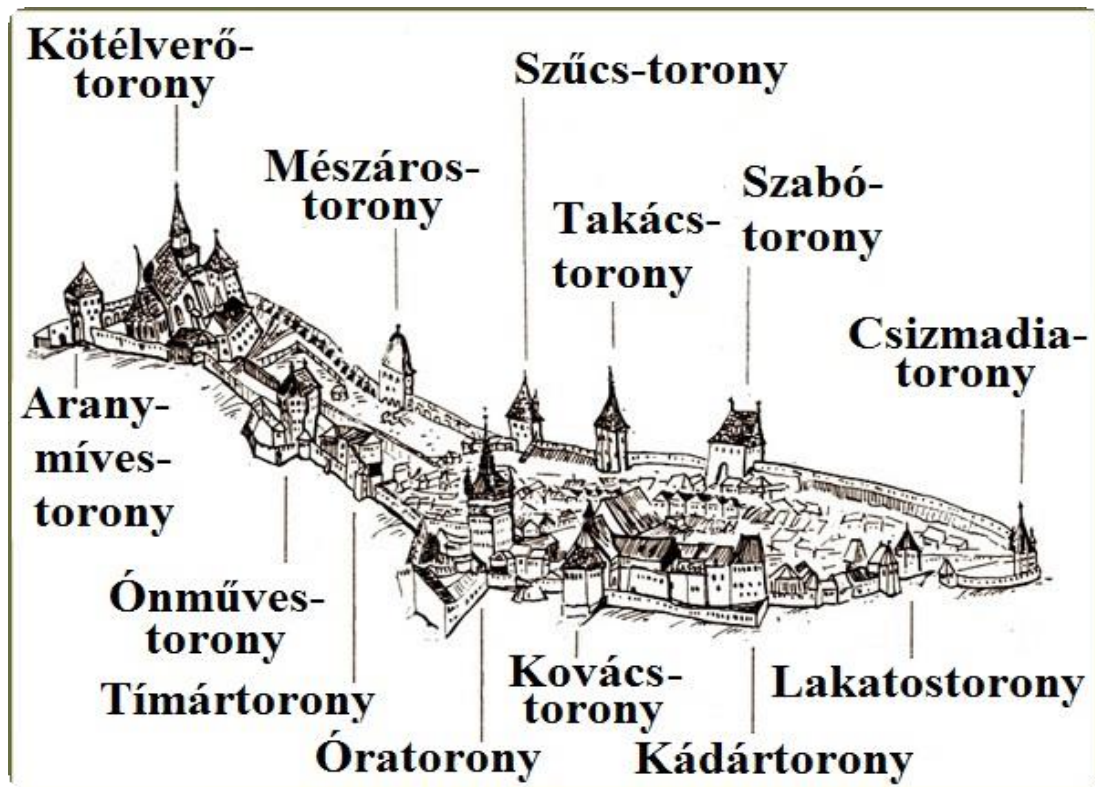 Kötélverő-
torony
Szűcs-torony
Mészáros-
torony
Takács-
torony
Szabó-
torony
Csizmadia-
torony
Arany-
míves-
torony
Ónműves-
torony
Tímártorony
Óratorony
Kovács-
torony
Kádártorony
Lakatostorony